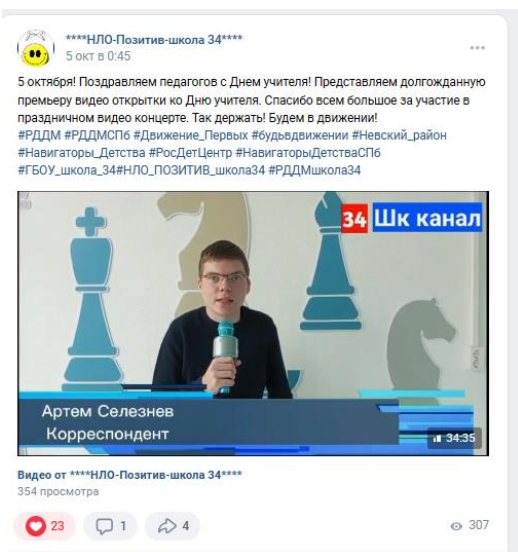 ****НЛО-Позитив-школа 34****
5 окт в 0:45
5 октября! Поздравляем педагогов с Днем учителя! Представляем долгожданную
премьеру видео открытки ко Дню учителя. Спасибо всем большое за участие в
праздничном видео концерте. Так держать! Будем в движении!
#РДДМ #РДДМСПб #Движение_Первых #будьвдвижении #Невский_район
#Навигаторы_Детства #РосДетЦентр #НавигаторыДетстваСПб
#ГБОУ_школа_34#НЛО_ПОЗИТИВ_школа34 #РДДМшкола34
34 Шк канал
Артем Селезнев
Корреспондент
34:35
Видео от ****НЛО-Позитив-школа 34****
354 просмотра
23 1 4 307